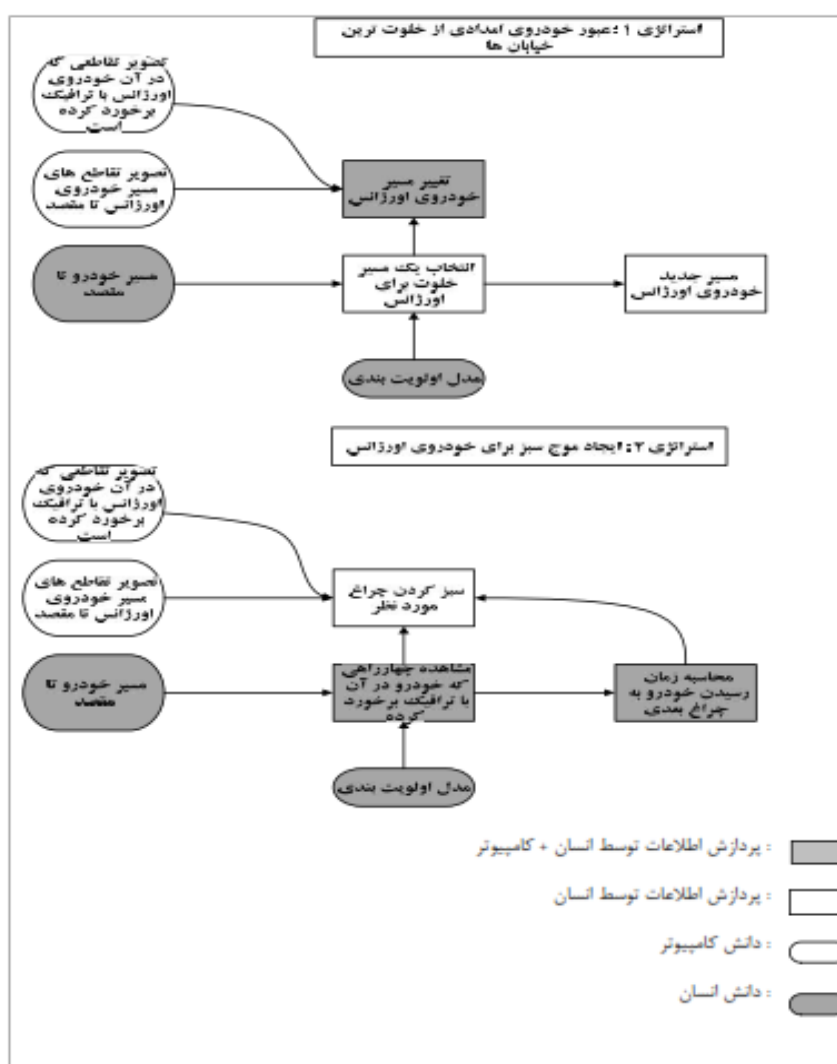 استراتژی ۱ :عبور خودروی امدادی از خلوت ترین
خیابان ها
تصویر تقاطعی که
در آن خودروی
اورژانس با ترافیک
برخورد کرده
است
تصویر تقاطع های
مسیر خودروی
اورژانس تا مقصد
تغییر مسیر
خودروی اورژانس
مسیر خودرو تا
مقصد
انتخاب یک مسیر
خلوت برای
اورژانس
مسیر جدید
خودروی اورژانس
مدل اولویت بندی
استراتژی ۲: ایجاد موج سبز برای خودروی اورژانس
تصویر تقاطعی که
در آن خودروی
اورژانس با ترافیک
برخورد کرده
است
تصویر تقاطع های
مسیر خودروی
اورژانس تا مقصد
سبز کردن چراغ
مورد نظر
مسیر خودرو تا
مقصد
مشاهده چهارراهی
که خودرو در آن
با ترافیک برخورد
کرده
محاسبه زمان
رسیدن خودرو به
چراغ بعدی
مدل اولویت بندی
: پردازش اطلاعات توسط انسان + کامپیوتر
: پردازش اطلاعات توسط انسان
: دانش کامپیوتر
: دانش انسان